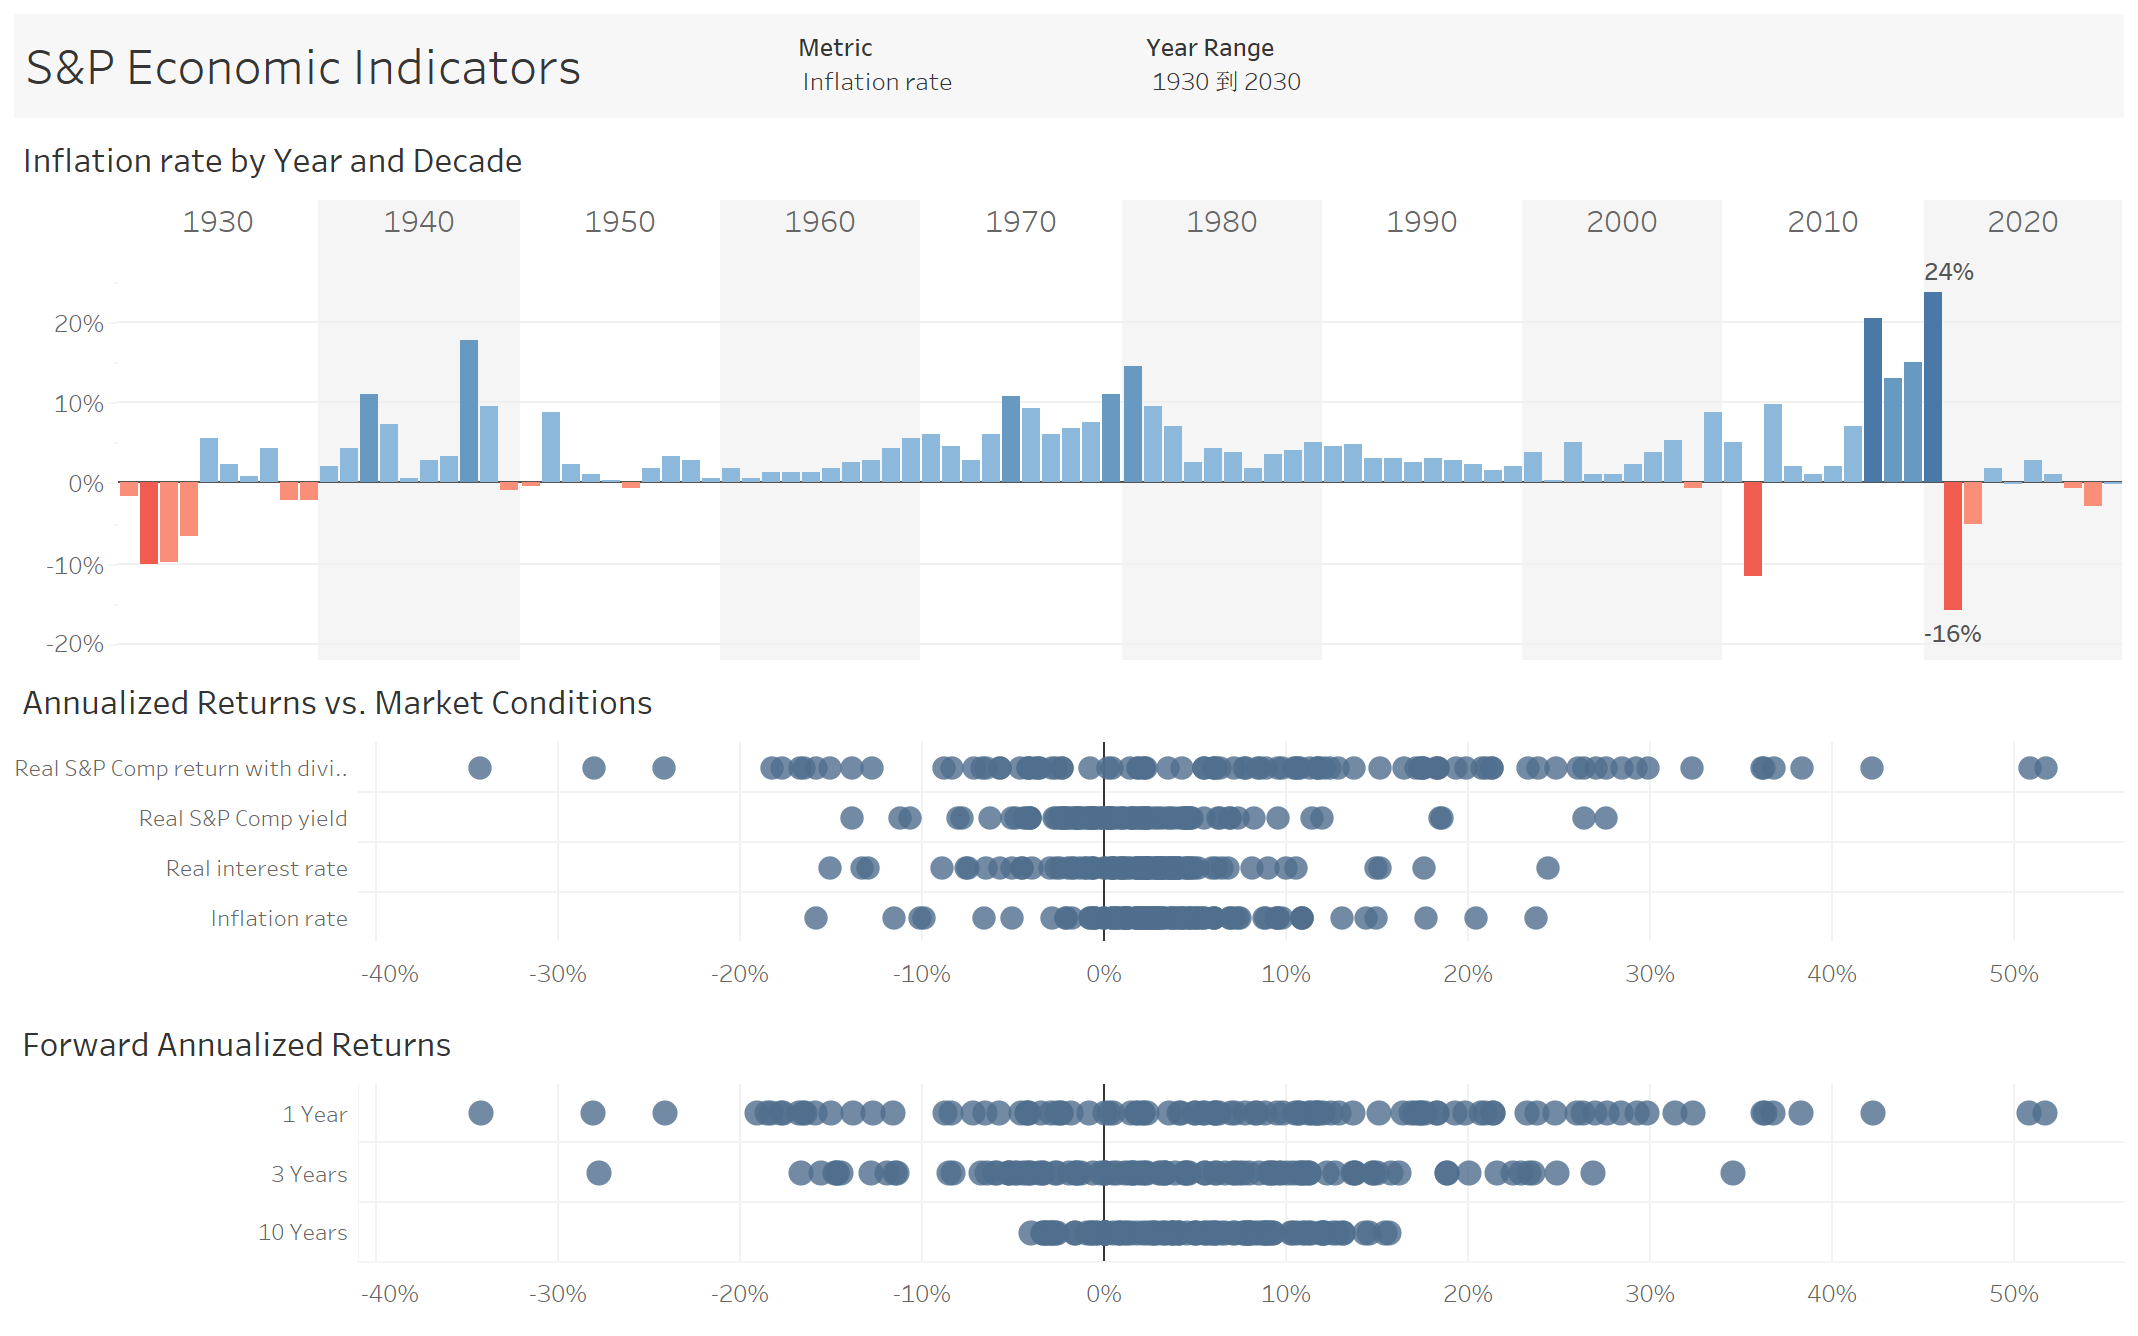 S&P Economic Indicators
Metric
Inflation rate
Year Range
1930 到 2030
Inflation rate by Year and Decade
1930 1940 1950 1960 1970 1980 1990 2000 2010 2020
24%
20%
10%
0%
-10%
-20%
-16%
Annualized Returns vs. Market Conditions
Real S&P Comp return with divi..
Real S&P Comp yield
Real interest rate
Inflation rate
-40% -30% -20% -10% 0% 10% 20% 30% 40% 50%
Forward Annualized Returns
1 Year
3 Years
10 Years
-40% -30% -20% -10% 0% 10% 20% 30% 40% 50%